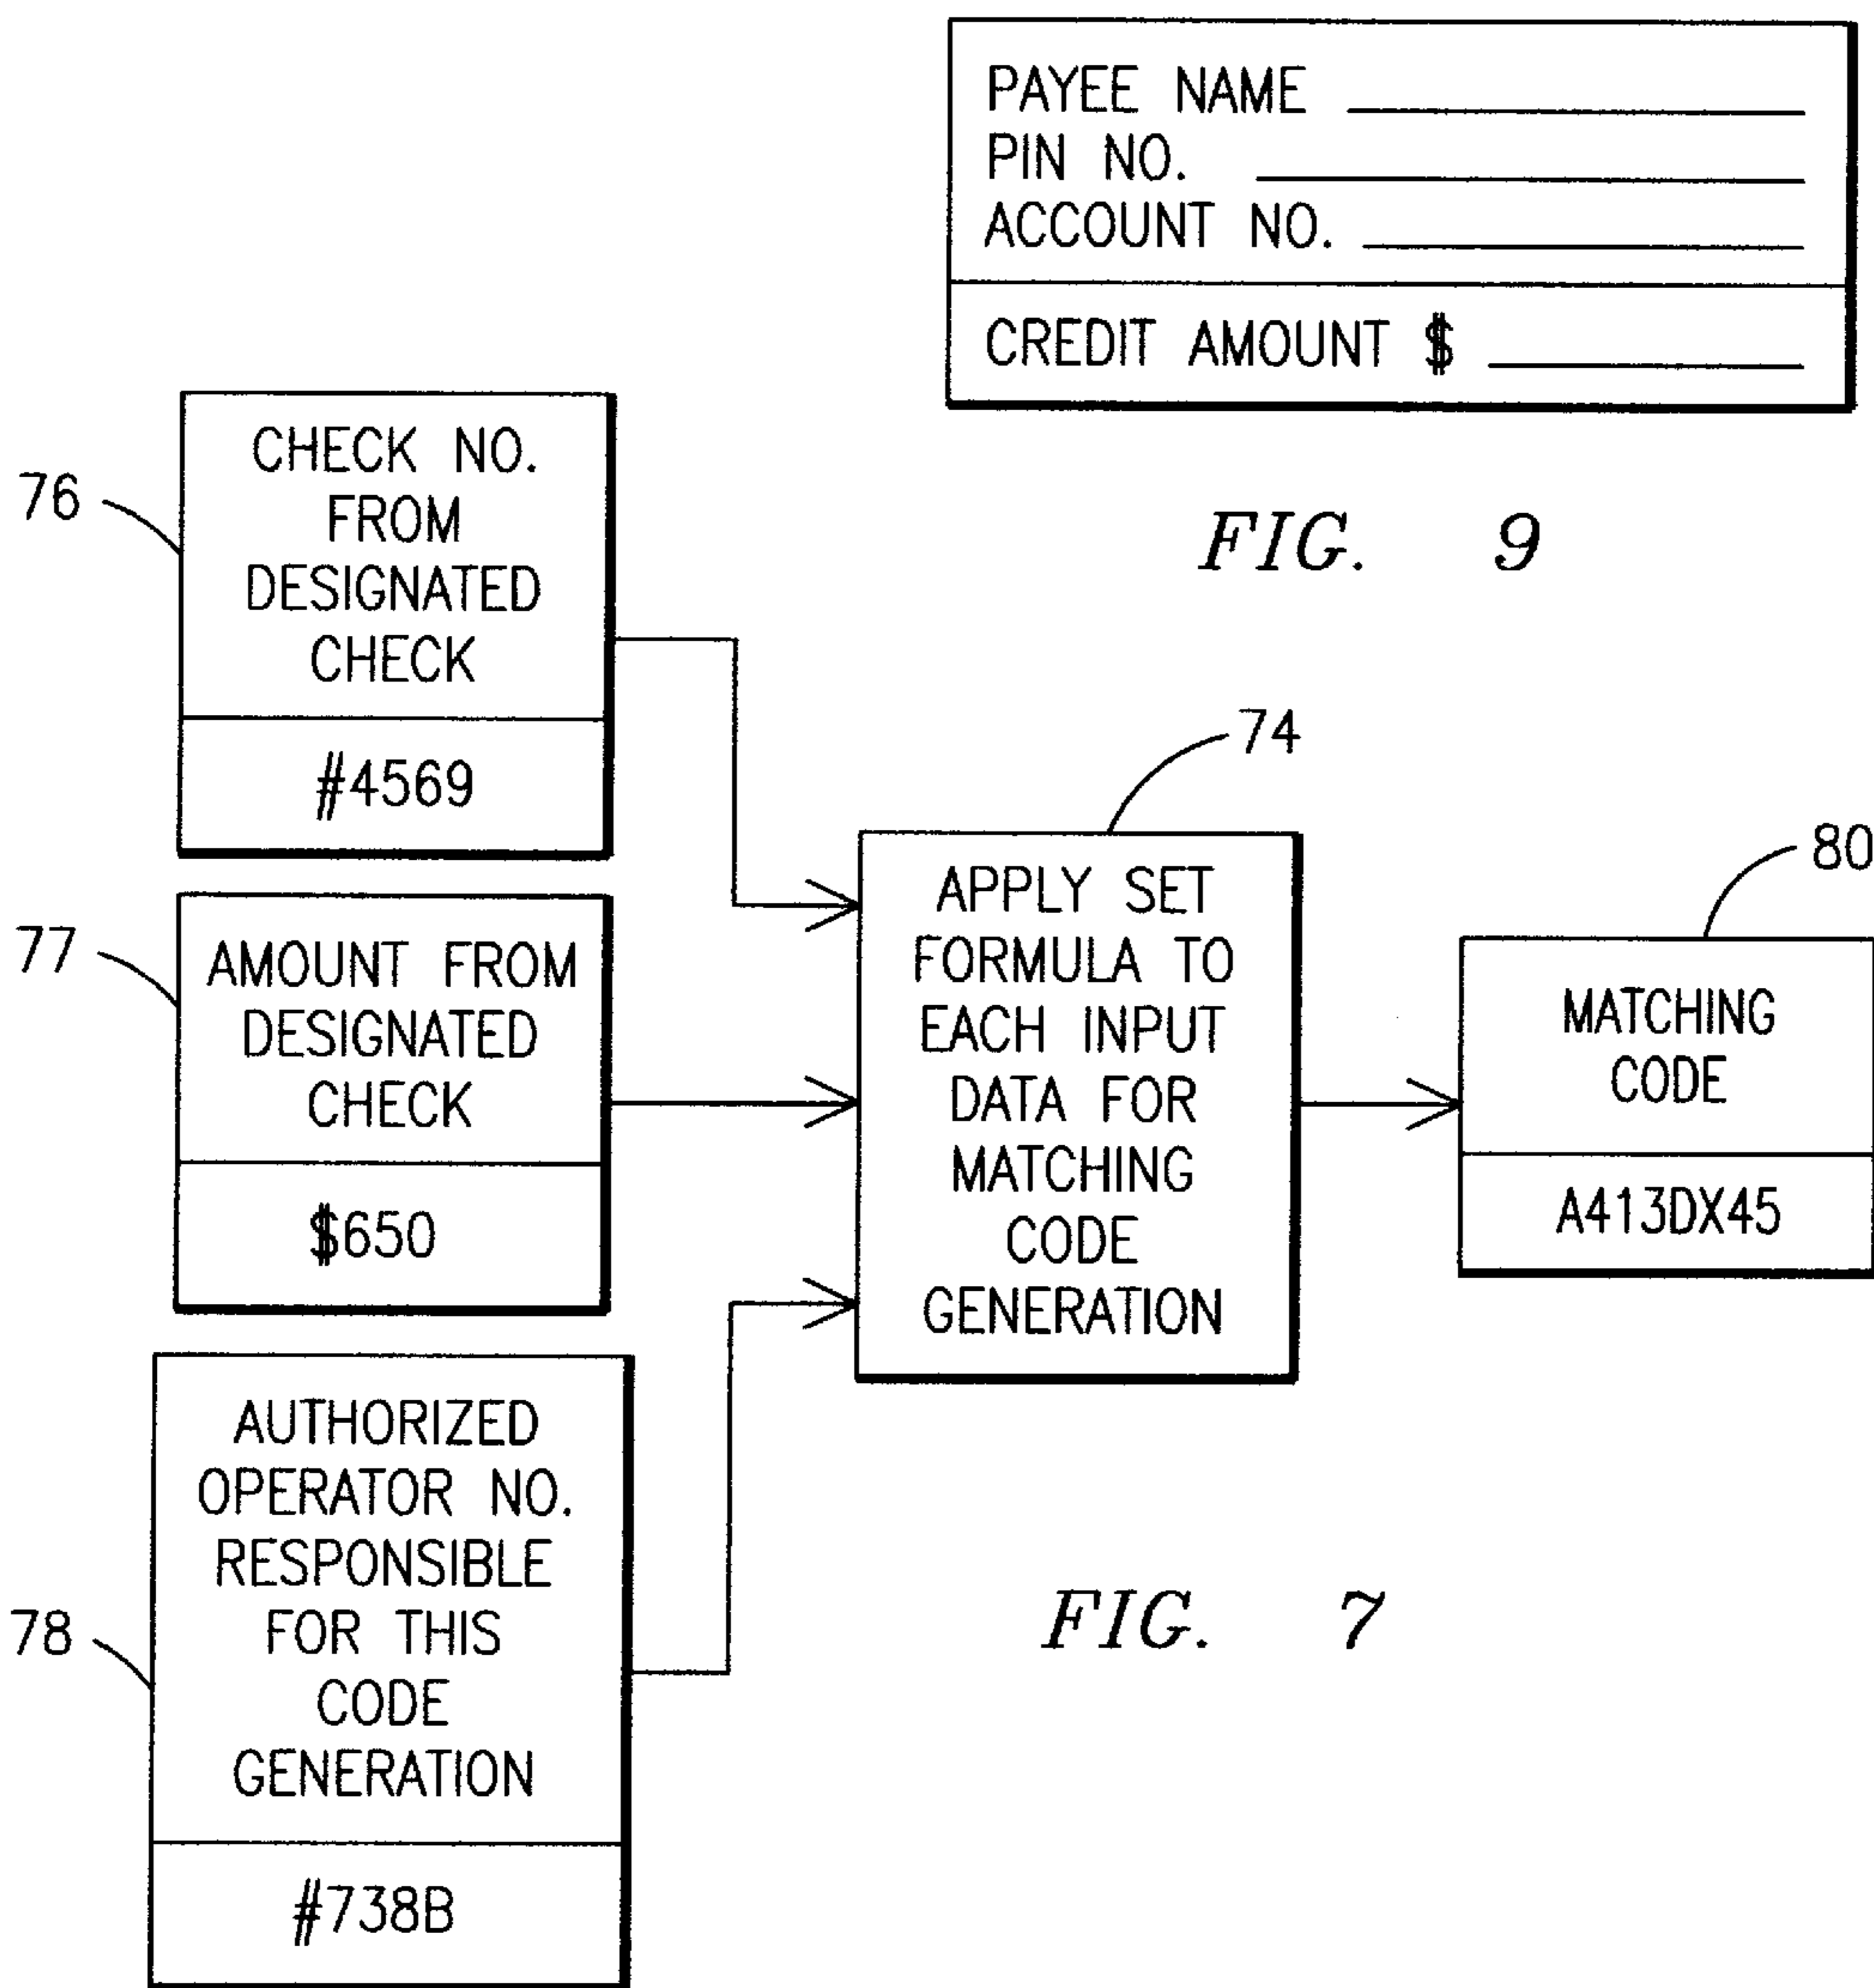 PAYEE NAME
PIN NO.
ACCOUNT NO.
CREDIT AMOUNT $
FIG. 9
76
CHECK NO.
FROM
DESIGNATED
CHECK
#4569
77
AMOUNT FROM
DESIGNATED
CHECK
$650
78
AUTHORIZED
OPERATOR NO.
RESPONSIBLE
FOR THIS
CODE
GENERATION
#738B
74
APPLY SET
FORMULA TO
EACH INPUT
DATA FOR
MATCHING
CODE
GENERATION
80
MATCHING
CODE
A413DX45
FIG. 7